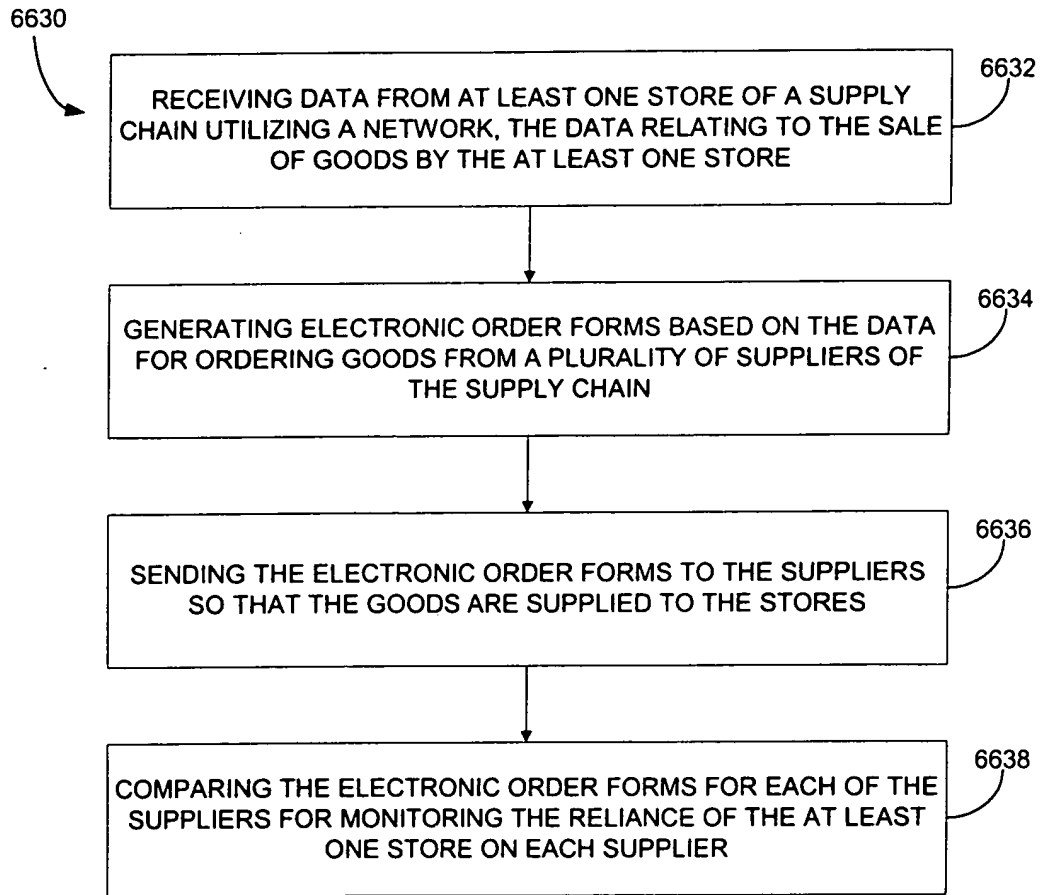 6630
6632
RECEIVING DATA FROM AT LEAST ONE STORE OF A SUPPLY
CHAIN UTILIZING A NETWORK, THE DATA RELATING TO THE SALE
OF GOODS BY THE AT LEAST ONE STORE
6634
GENERATING ELECTRONIC ORDER FORMS BASED ON THE DATA
FOR ORDERING GOODS FROM A PLURALITY OF SUPPLIERS OF
THE SUPPLY CHAIN
6636
SENDING THE ELECTRONIC ORDER FORMS TO THE SUPPLIERS
SO THAT THE GOODS ARE SUPPLIED TO THE STORES
6638
COMPARING THE ELECTRONIC ORDER FORMS FOR EACH OF THE
SUPPLIERS FOR MONITORING THE RELIANCE OF THE AT LEAST
ONE STORE ON EACH SUPPLIER